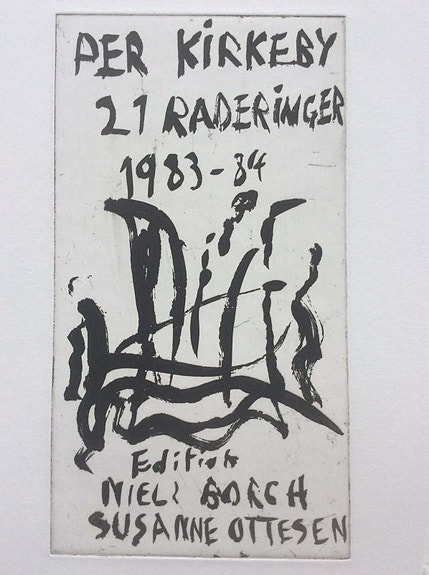 PER KIRKEBY
21 RADERINGER
1983-84
Edition
NIELS BORCH
SUSANNE OTTESEN